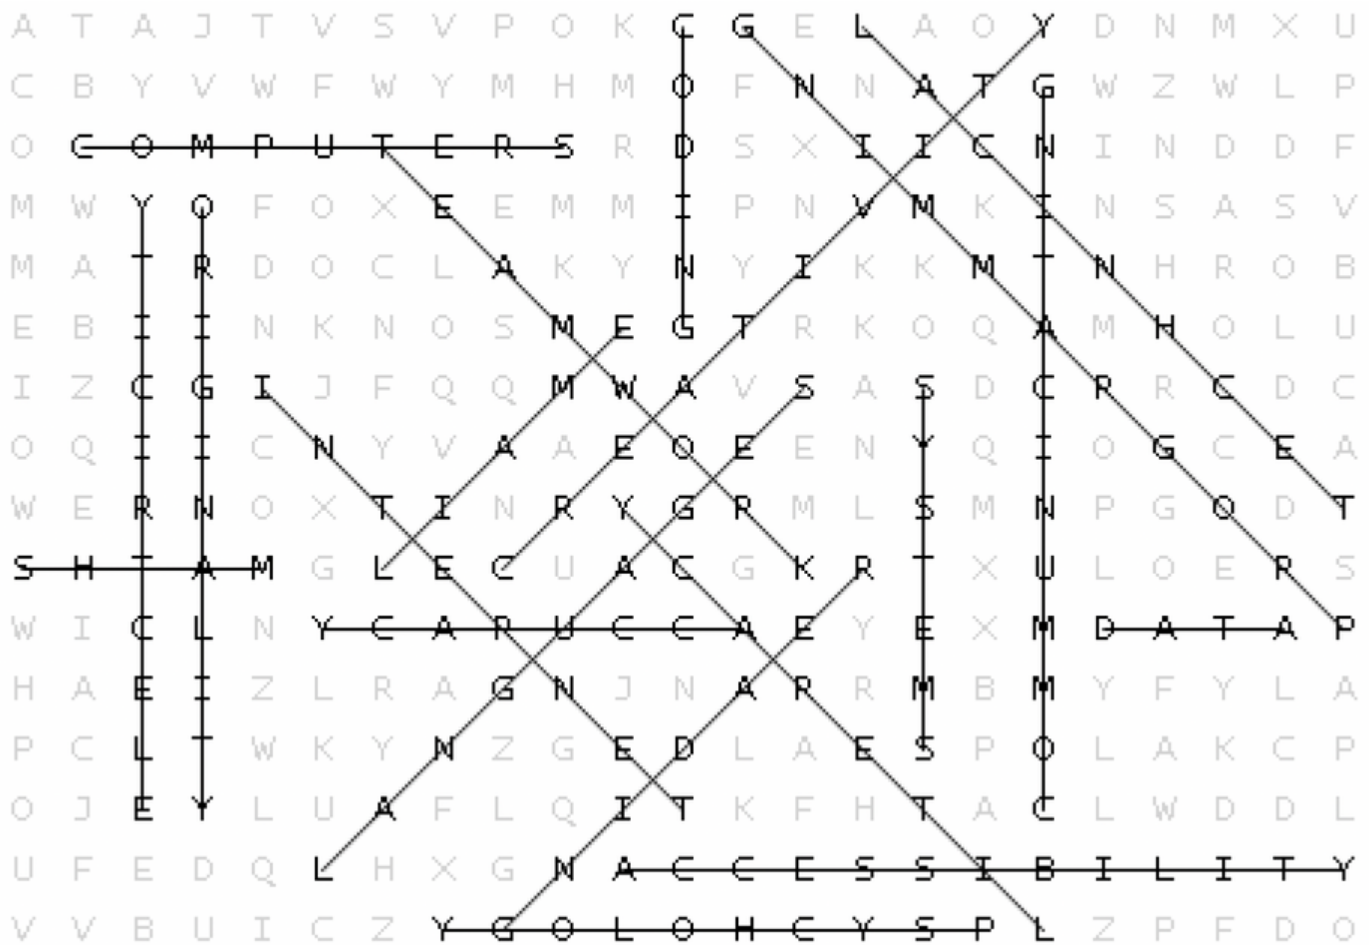 A T A J T V S V P O K C G E L A O Y D N M X U
C B Y V W F W Y M H M O F N N A T G W Z W L P
O C O M P U T E R S R D S X I I C N I N D D F
M W Y O F O X E E M M I P N V M K I N S A S V
M A T R D O C L A K Y N Y I K K M T N H R O B
E B I I N K N O S M E G T R K O Q A M H O L U
I Z C G I J F Q Q M W A V S A S D C R R C D C
O Q I I C N Y V A A E O E E N Y Q I O G C E A
W E R N O X T I N R Y G R M L S M N P G O D T
S H T A M G L E C U A C G K R T X U L O E R S
W I C L N Y C A R U C C A E Y E X M D A T A P
H A E I Z L R A G N J N A R R M B M Y F Y L A
P C L T W K Y N Z G E D L A E S P O L A K C P
O J E Y L U A F L Q I T K F H T A C L W D D L
U F E D Q L H X G N A C C E S S I B I L I T Y
V V B U I C Z Y G O L O H C Y S P L Z P F D O